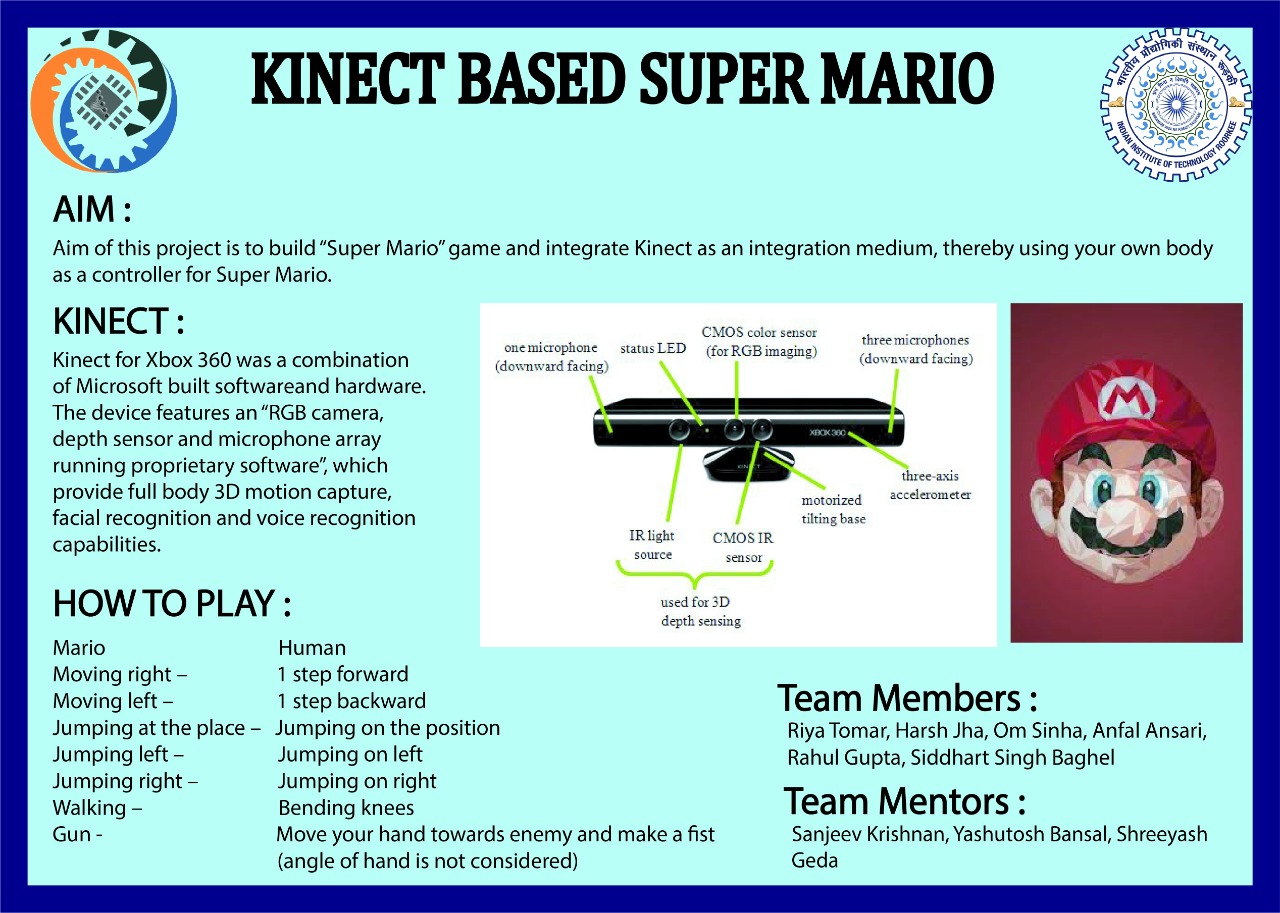 KINECT BASED SUPER MARIO
भारतीय प्रौद्योगिकी संस्थान रूड़की
INDIAN INSTITUTE OF TECHNOLOGY ROORKEE
AIM :
Aim of this project is to build “Super Mario” game and integrate Kinect as an integration medium, thereby using your own body
as a controller for Super Mario.
KINECT :
Kinect for Xbox 360 was a combination
of Microsoft built softwareand hardware.
The device features an “RGB camera,
depth sensor and microphone array
running proprietary software”, which
provide full body 3D motion capture,
facial recognition and voice recognition
capabilities.
one microphone
(downward facing)
status LED
CMOS color sensor
(for RGB imaging)
three microphones
(downward facing)
XBOX 360
KINECT
three-axis
accelerometer
motorized
tilting base
IR light
source
CMOS IR
sensor
used for 3D
depth sensing
M
HOW TO PLAY :
Mario Human
Moving right – 1 step forward
Moving left – 1 step backward
Jumping at the place – Jumping on the position
Jumping left – Jumping on left
Jumping right – Jumping on right
Walking – Bending knees
Gun - Move your hand towards enemy and make a fist
(angle of hand is not considered)
Team Members :
Riya Tomar, Harsh Jha, Om Sinha, Anfal Ansari,
Rahul Gupta, Siddhart Singh Baghel
Team Mentors :
Sanjeev Krishnan, Yashutosh Bansal, Shreeyash
Geda